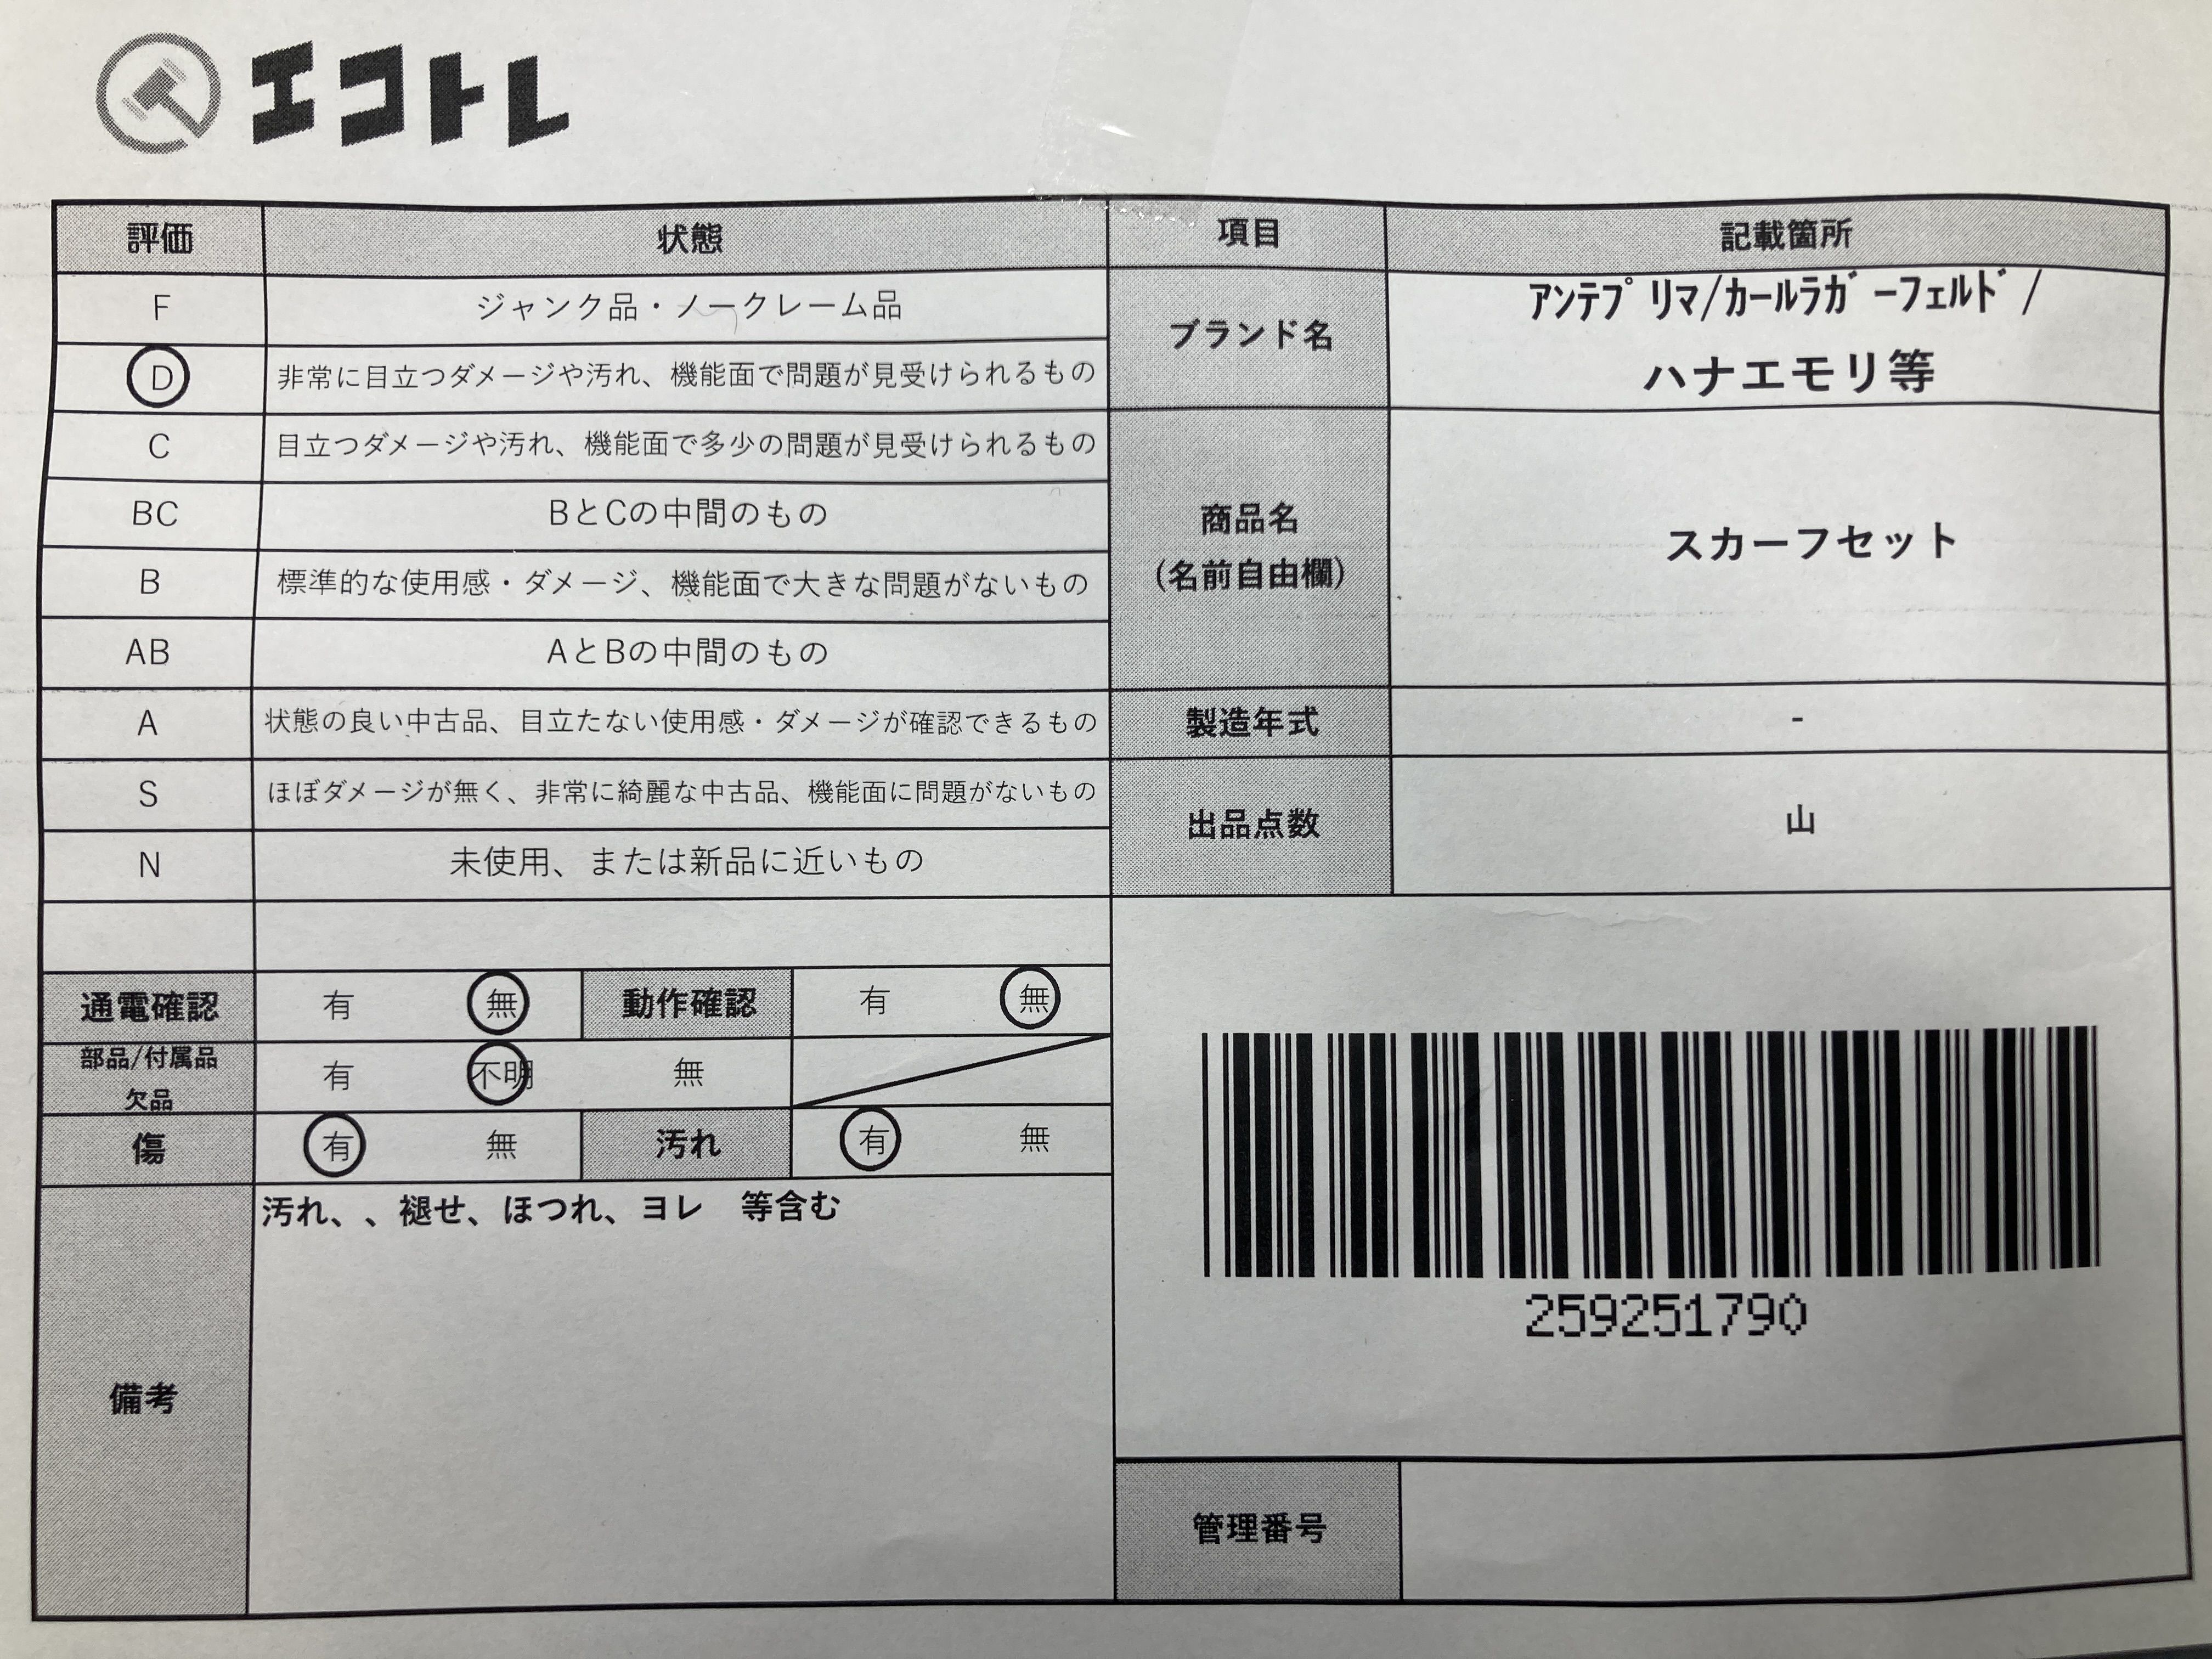 エコトレ
評価 状態 項目 記載箇所
F ジャンク品・ノークレーム品
D 非常に目立つダメージや汚れ、機能面で問題が見受けられるもの
C 目立つダメージや汚れ、機能面で多少の問題が見受けられるもの
BC BとCの中間のもの
B 標準的な使用感・ダメージ、機能面で大きな問題がないもの
AB AとBの中間のもの
A 状態の良い中古品、目立たない使用感・ダメージが確認できるもの
S ほぼダメージが無く、非常に綺麗な中古品、機能面に問題がないもの
N 未使用、または新品に近いもの
ブランド名
ｱﾝﾃﾌﾟﾘﾏ/ｶｰﾙﾗｶﾞｰﾌｪﾙﾄﾞ/
ハナエモリ等
商品名
(名前自由欄)
スカーフセット
製造年式 -
出品点数 山
通電確認 有 無 動作確認 有 無
部品/付属品
欠品
有 不明 無
傷 有 無 汚れ 有 無
備考
汚れ、、褪せ、ほつれ、ヨレ　等含む
259251790
管理番号